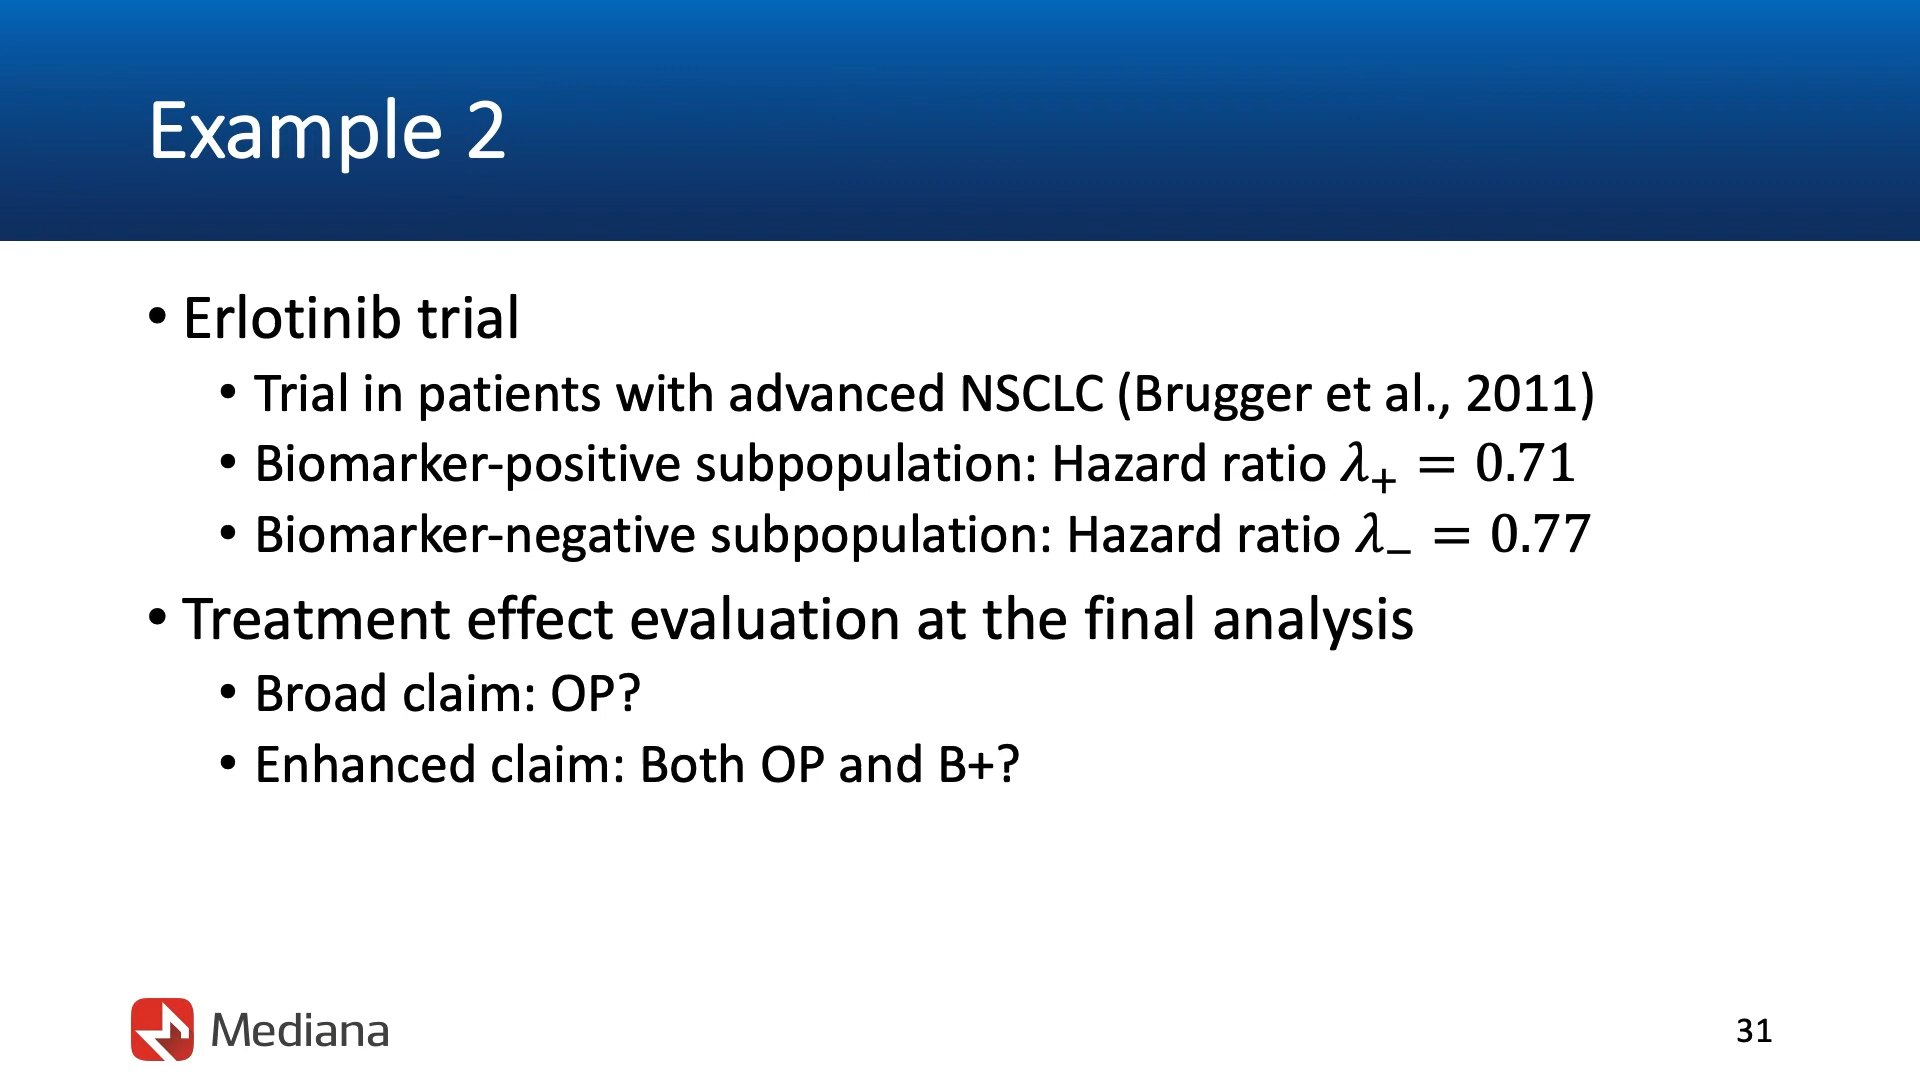 Example 2
• Erlotinib trial
• Trial in patients with advanced NSCLC (Brugger et al., 2011)
• Biomarker-positive subpopulation: Hazard ratio λ₊ = 0.71
• Biomarker-negative subpopulation: Hazard ratio λ₋ = 0.77
• Treatment effect evaluation at the final analysis
• Broad claim: OP?
• Enhanced claim: Both OP and B+?
Mediana
31